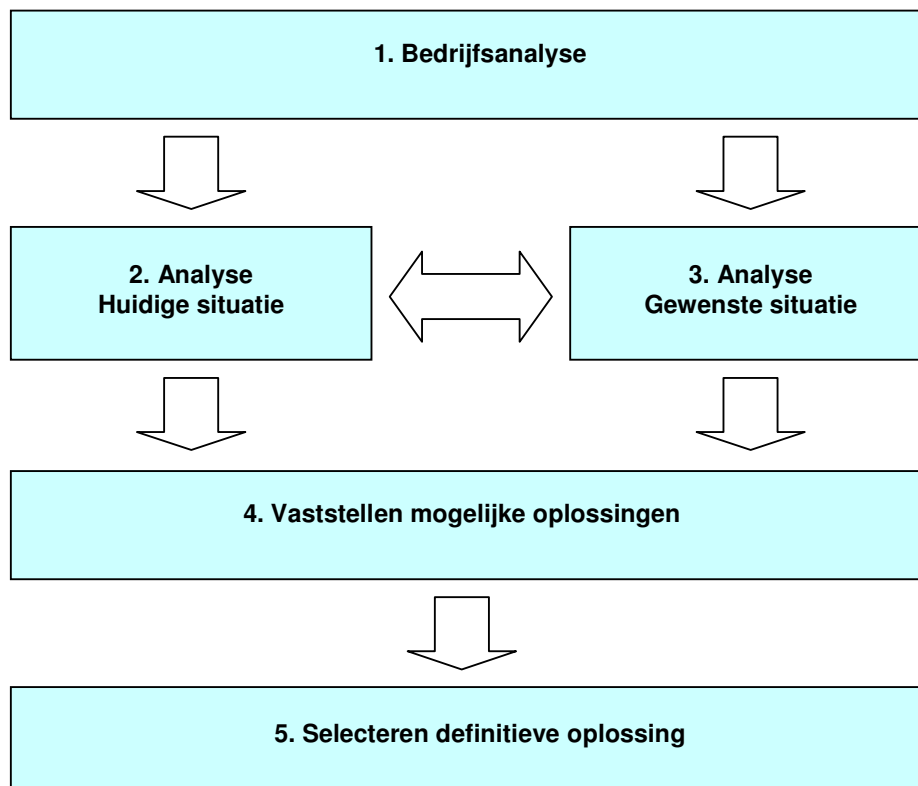 1. Bedrijfsanalyse
2. Analyse
Huidige situatie
3. Analyse
Gewenste situatie
4. Vaststellen mogelijke oplossingen
5. Selecteren definitieve oplossing